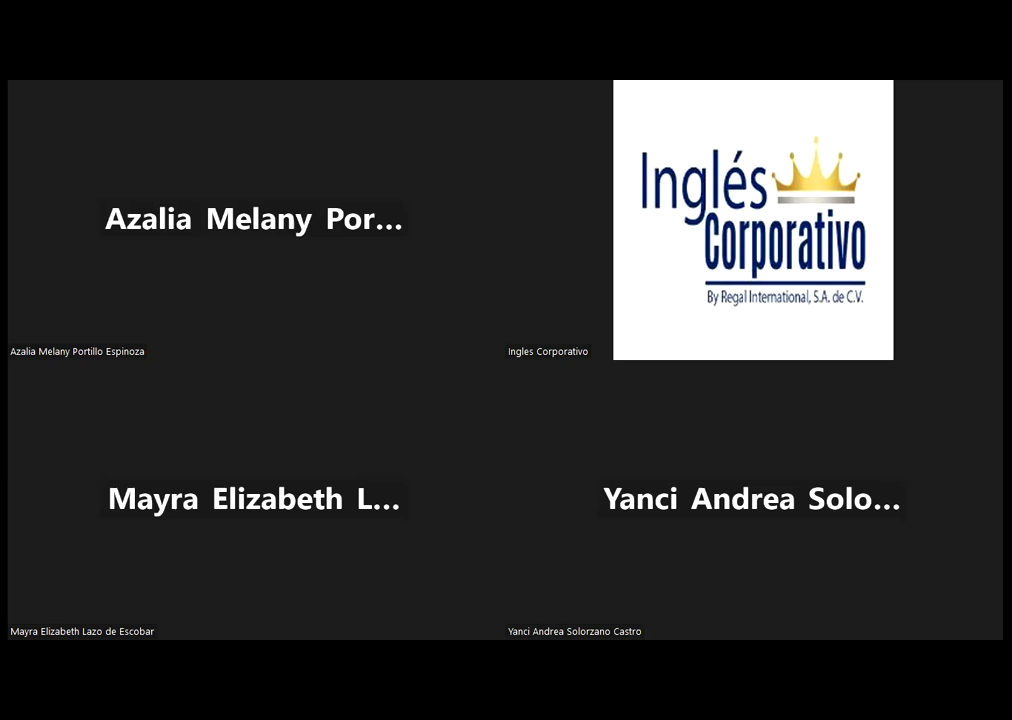 Azalia Melany Por...
Azalia Melany Portillo Espinoza
Inglés
Corporativo
By Regal International, S.A. de C.V.
Ingles Corporativo
Mayra Elizabeth L...
Mayra Elizabeth Lazo de Escobar
Yanci Andrea Solo...
Yanci Andrea Solorzano Castro